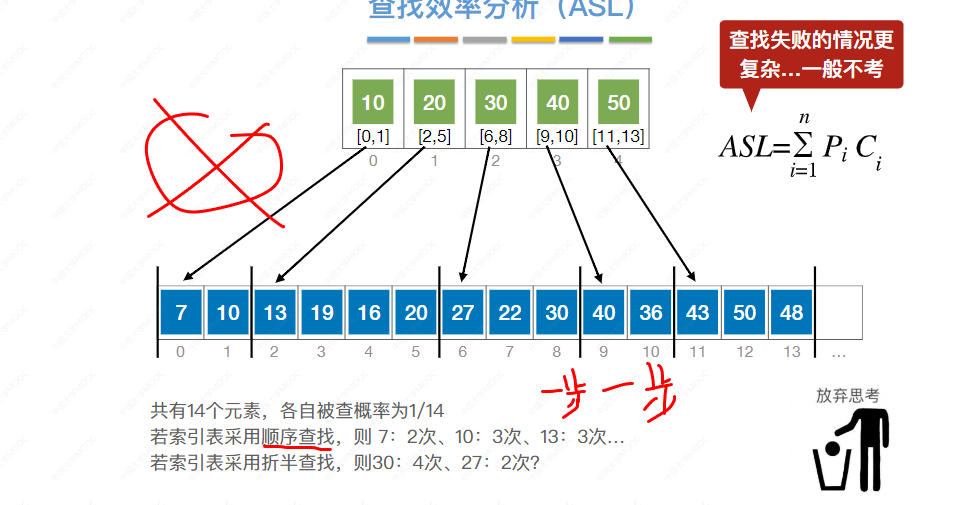 查找效率分析（ASL）
查找失败的情况更
复杂...一般不考
10 20 30 40 50
[0,1] [2,5] [6,8] [9,10] [11,13]
0 1 2 3 4
ASL=∑ Pi Ci
n
i=1
7 10 13 19 16 20 27 22 30 40 36 43 50 48
0 1 2 3 4 5 6 7 8 9 10 11 12 13 ...
一步一步
放弃思考
共有14个元素，各自被查概率为1/14
若索引表采用顺序查找，则 7：2次、10：3次、13：3次...
若索引表采用折半查找，则30：4次、27：2次?